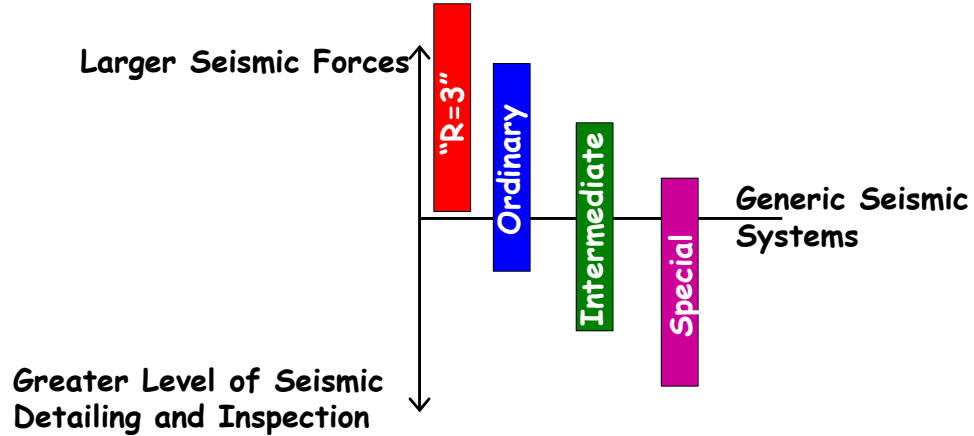 Larger Seismic Forces
“R=3”
Ordinary
Intermediate
Special
Generic Seismic
Systems
Greater Level of Seismic
Detailing and Inspection